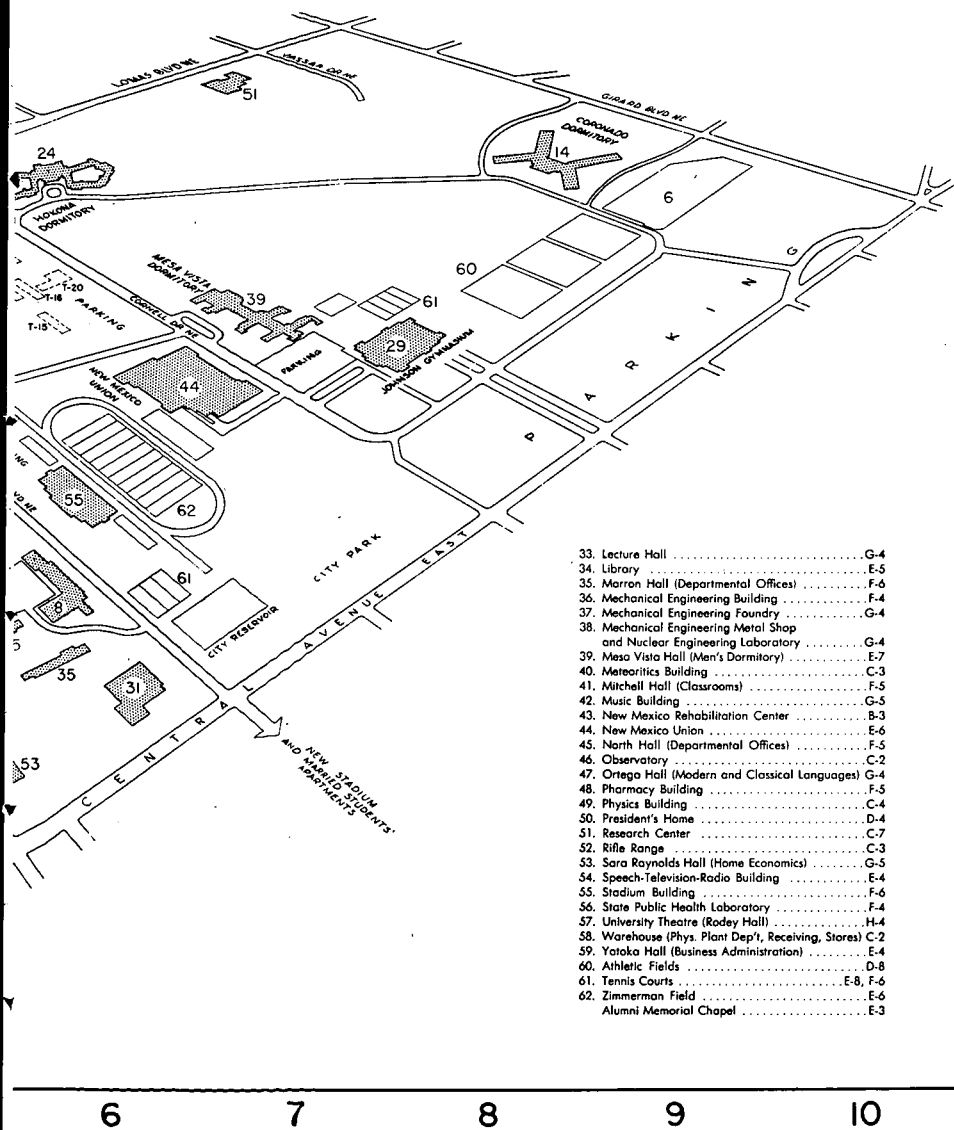 LOMAS BLVD NE
VASSAR DR NE
51
GIRARD BLVD NE
CORONADO
DORMITORY
14
24
6
HOKONA
DORMITORY
MESA VISTA
DORMITORY
39
60
61
T-20
T-16
T-15
PARKING
CORNELL DR NE
29
JOHNSON GYMNASIUM
PARKING
NEW MEXICO
UNION
44
PARKING
55
62
VD NE
CITY PARK
61
8
CITY RESERVOIR
5
35
31
53
CENTRAL AVENUE EAST
NEW STADIUM
AND MARRIED STUDENTS'
APARTMENTS
33. Lecture Hall ..........................G-4
34. Library ..............................E-5
35. Marron Hall (Departmental Offices) ..........F-6
36. Mechanical Engineering Building ............F-4
37. Mechanical Engineering Foundry ............G-4
38. Mechanical Engineering Metal Shop
and Nuclear Engineering Laboratory ........G-4
39. Mesa Vista Hall (Men's Dormitory) ..........E-7
40. Meteoritics Building ....................C-3
41. Mitchell Hall (Classrooms) ................F-5
42. Music Building ........................G-5
43. New Mexico Rehabilitation Center ..........B-3
44. New Mexico Union ......................E-6
45. North Hall (Departmental Offices) ..........F-5
46. Observatory ..........................C-2
47. Ortega Hall (Modern and Classical Languages) G-4
48. Pharmacy Building ......................F-5
49. Physics Building ........................C-4
50. President's Home ......................D-4
51. Research Center ........................C-7
52. Rifle Range ............................C-3
53. Sara Raynolds Hall (Home Economics) ........G-5
54. Speech-Television-Radio Building ............E-4
55. Stadium Building ........................F-6
56. State Public Health Laboratory ..............F-4
57. University Theatre (Rodey Hall) ............H-4
58. Warehouse (Phys. Plant Dep't, Receiving, Stores) C-2
59. Yatoka Hall (Business Administration) ........E-4
60. Athletic Fields ..........................D-8
61. Tennis Courts ......................E-8, F-6
62. Zimmerman Field ........................E-6
Alumni Memorial Chapel ..................E-3
6 7 8 9 10